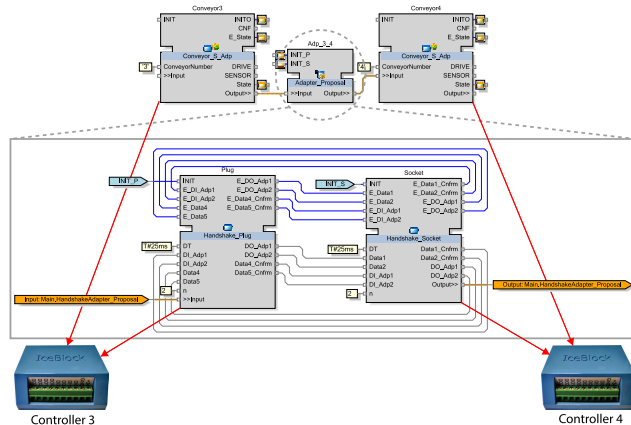 Conveyor3
INIT
INITO
CNF
E_State
Conveyor_S_Adp
3
ConveyorNumber
DRIVE
>>Input
SENSOR
State
Output>>
Adp_3_4
INIT_P
INIT_S
Adapter_Proposal
>>Input
Output>>
Conveyor4
INIT
INITO
CNF
E_State
Conveyor_S_Adp
4
ConveyorNumber
DRIVE
>>Input
SENSOR
State
Output>>
Plug
INIT_P
INIT
E_DO_Adp1
E_DI_Adp1
E_DO_Adp2
E_DI_Adp2
E_Data4_Cnfrm
E_Data4
E_Data5_Cnfrm
E_Data5
Handshake_Plug
T#25ms
DT
DO_Adp1
DI_Adp1
DO_Adp2
DI_Adp2
Data4_Cnfrm
Data4
Data5_Cnfrm
Data5
2
n
>>Input
Input:Main,HandshakeAdapter_Proposal
Socket
INIT_S
INIT
E_Data1_Cnfrm
E_Data1
E_Data2_Cnfrm
E_Data2
E_DO_Adp1
E_DI_Adp1
E_DO_Adp2
E_DI_Adp2
Handshake_Socket
T#25ms
DT
Data1_Cnfrm
Data1
Data2_Cnfrm
Data2
DO_Adp1
DI_Adp1
DO_Adp2
DI_Adp2
Output>>
2
n
Output:Main,HandshakeAdapter_Proposal
IceBlock
IceBlock
Controller 3
Controller 4